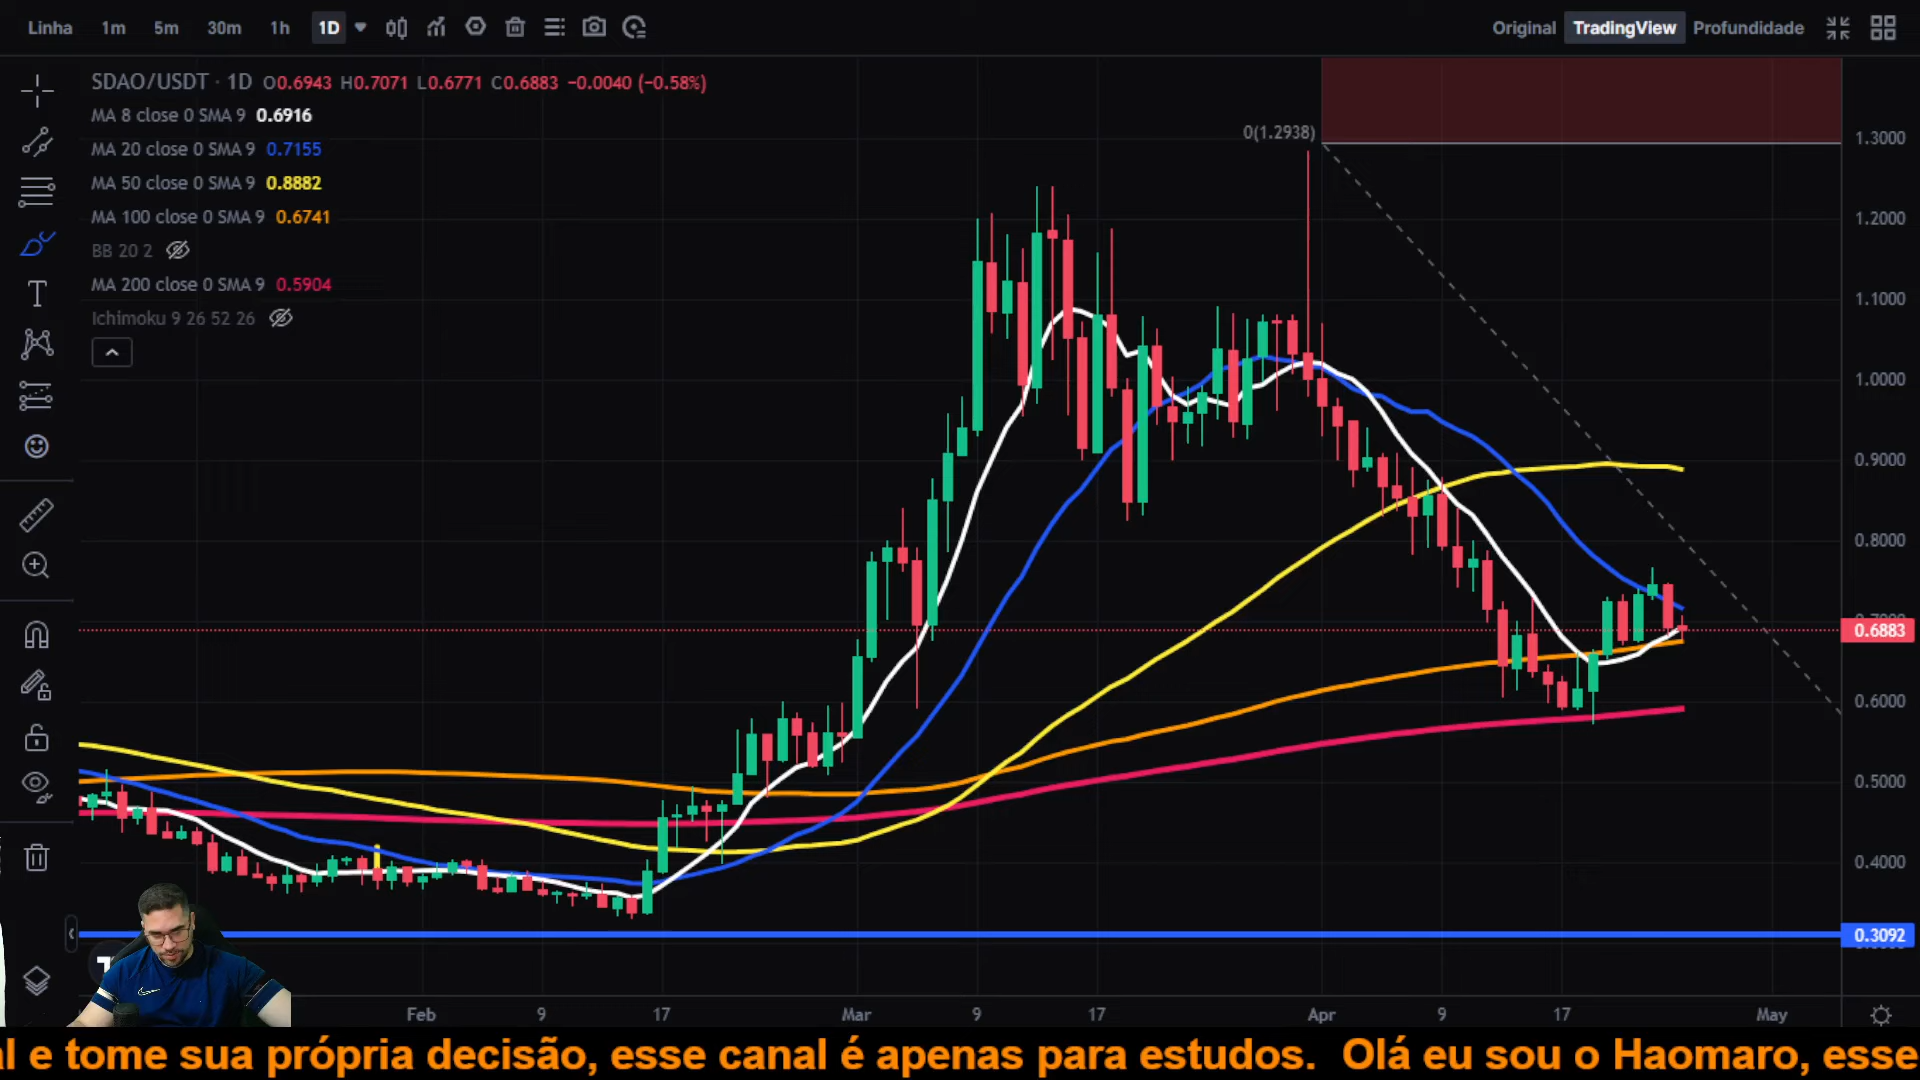 Linha 1m 5m 30m 1h 1D Original TradingView Profundidade
SDAO/USDT · 1D O0.6943 H0.7071 L0.6771 C0.6883 −0.0040 (−0.58%)
MA 8 close 0 SMA 9 0.6916
MA 20 close 0 SMA 9 0.7155
MA 50 close 0 SMA 9 0.8882
MA 100 close 0 SMA 9 0.6741
BB 20 2
MA 200 close 0 SMA 9 0.5904
Ichimoku 9 26 52 26
0(1.2938)
1.3000
1.2000
1.1000
1.0000
0.9000
0.8000
0.6883
0.6000
0.5000
0.4000
0.3092
Feb 9 17 Mar 9 17 Apr 9 17 May
al e tome sua própria decisão, esse canal é apenas para estudos. Olá eu sou o Haomaro, esse